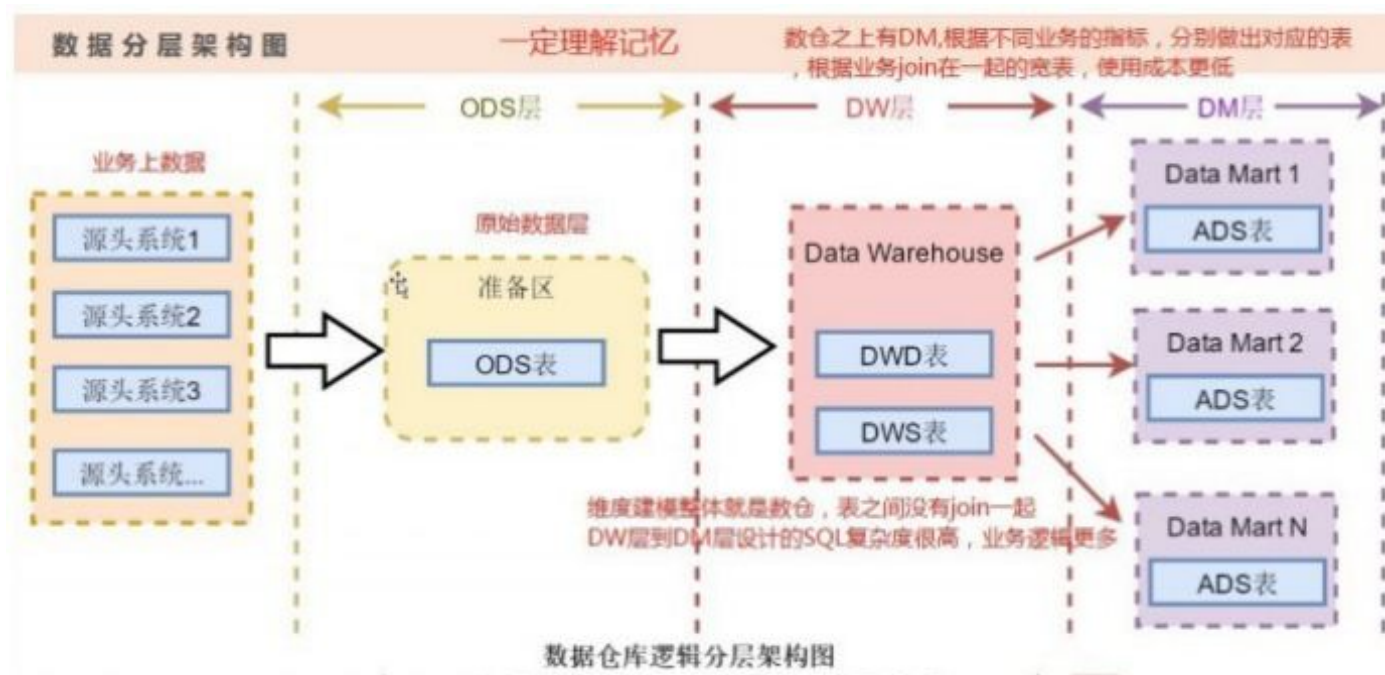 数据分层架构图
一定理解记忆
数仓之上有DM,根据不同业务的指标，分别做出对应的表
，根据业务join在一起的宽表，使用成本更低
ODS层
DW层
DM层
业务上数据
源头系统1
源头系统2
源头系统3
源头系统...
原始数据层
准备区
ODS表
Data Warehouse
DWD表
DWS表
Data Mart 1
ADS表
Data Mart 2
ADS表
Data Mart N
ADS表
维度建模整体就是数仓，表之间没有join一起
DW层到DM层设计的SQL复杂度很高，业务逻辑更多
数据仓库逻辑分层架构图